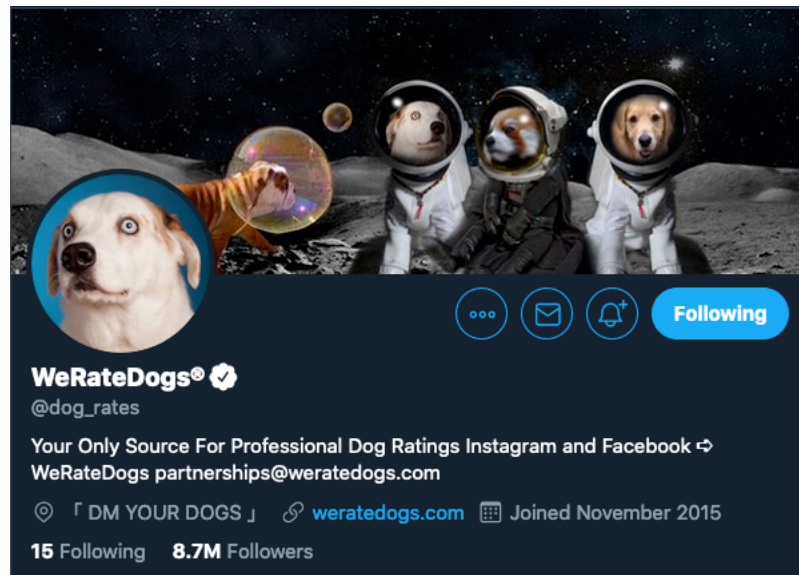 Following
WeRateDogs®
@dog_rates
Your Only Source For Professional Dog Ratings Instagram and Facebook ➪
WeRateDogs partnerships@weratedogs.com
「 DM YOUR DOGS 」 weratedogs.com Joined November 2015
15 Following 8.7M Followers